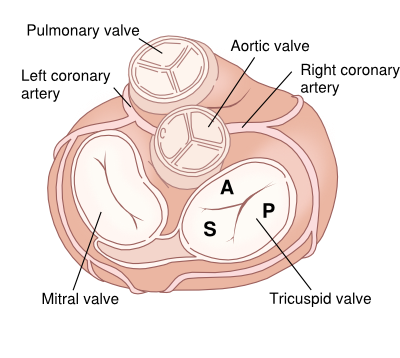 Pulmonary valve
Aortic valve
Left coronary
artery
Right coronary
artery
A
P
S
Mitral valve
Tricuspid valve